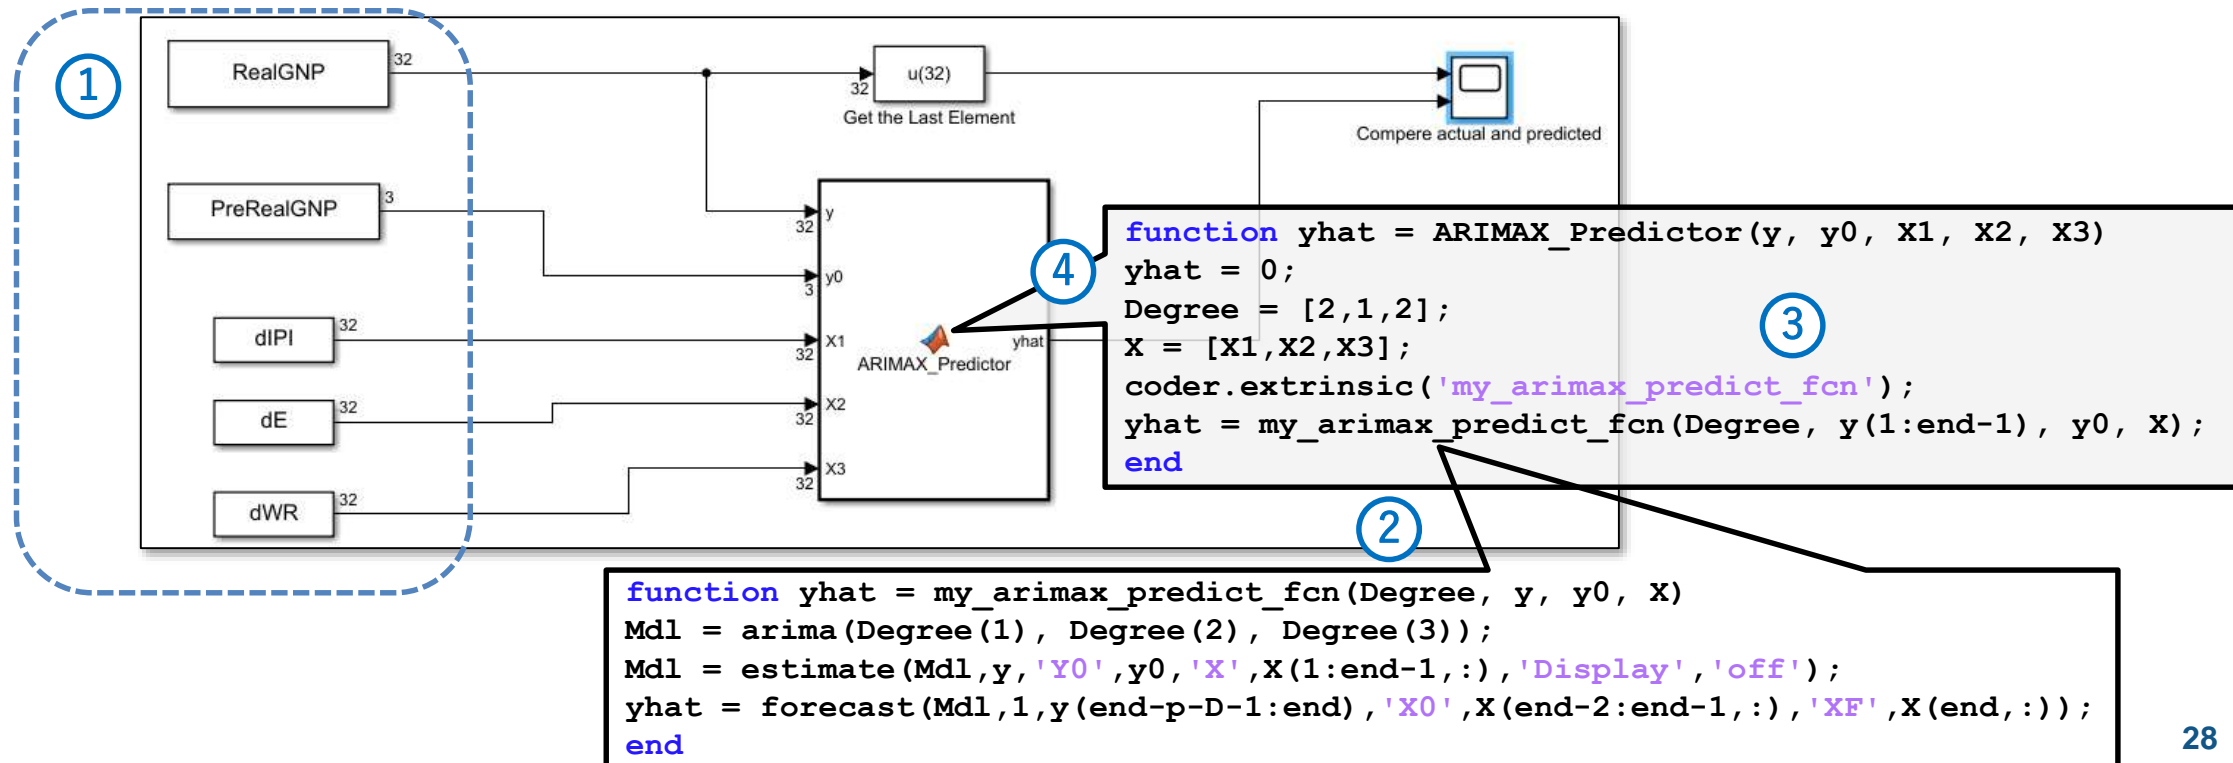 1
RealGNP
32
32
u(32)
Get the Last Element
Compere actual and predicted
PreRealGNP
3
y
32
y0
3
dIPI
32
X1
32
yhat
ARIMAX_Predictor
dE
32
X2
32
dWR
32
X3
32
4
function yhat = ARIMAX_Predictor(y, y0, X1, X2, X3)
yhat = 0;
Degree = [2,1,2];
X = [X1,X2,X3];
coder.extrinsic('my_arimax_predict_fcn');
yhat = my_arimax_predict_fcn(Degree, y(1:end-1), y0, X);
end
3
2
function yhat = my_arimax_predict_fcn(Degree, y, y0, X)
Mdl = arima(Degree(1), Degree(2), Degree(3));
Mdl = estimate(Mdl,y,'Y0',y0,'X',X(1:end-1,:),'Display','off');
yhat = forecast(Mdl,1,y(end-p-D-1:end),'X0',X(end-2:end-1,:),'XF',X(end,:));
end
28